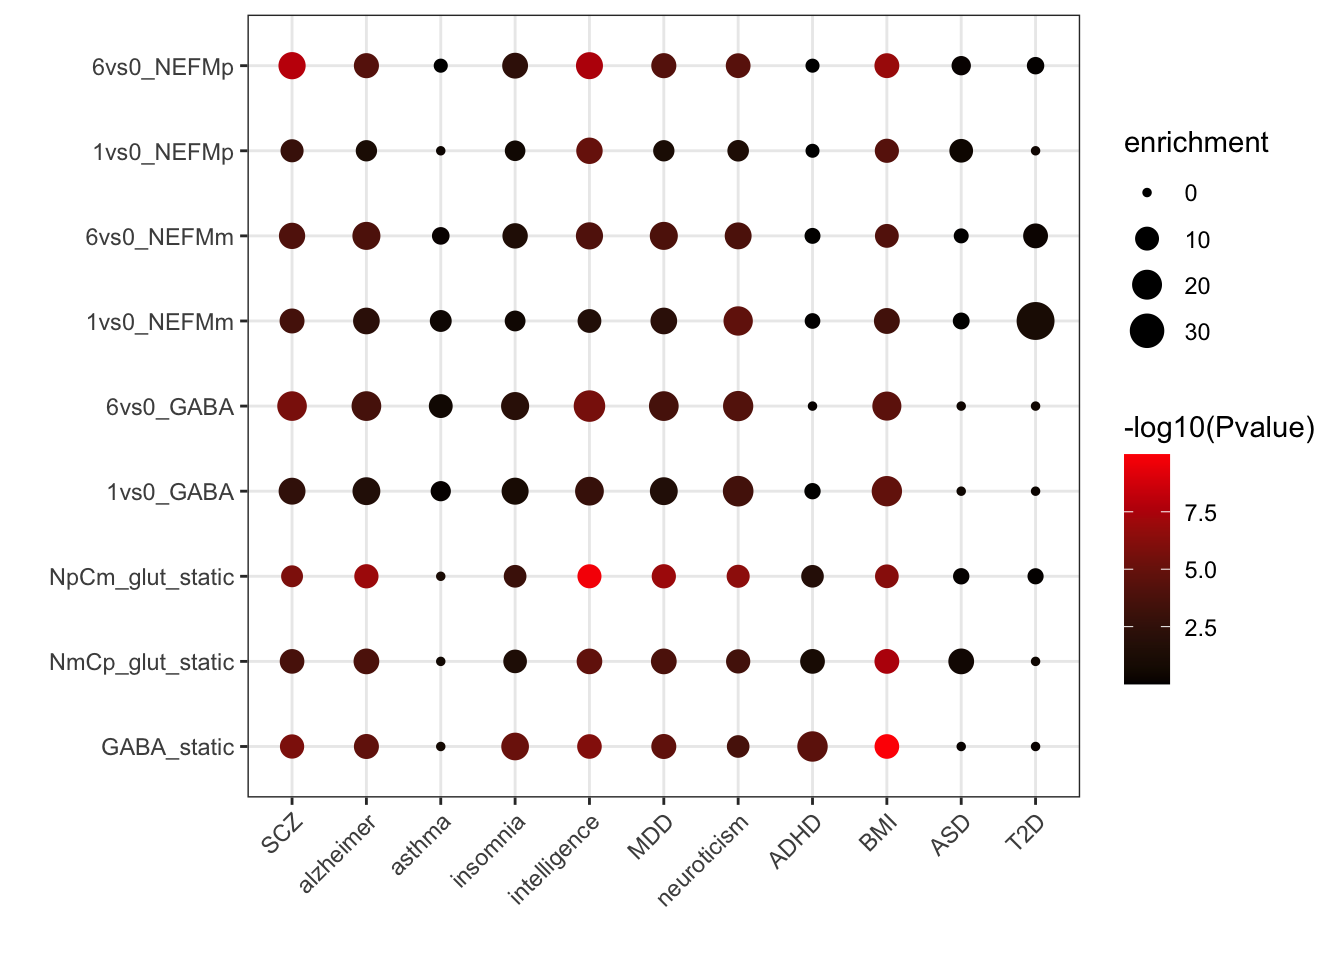 6vs0_NEFMp
1vs0_NEFMp
6vs0_NEFMm
1vs0_NEFMm
6vs0_GABA
1vs0_GABA
NpCm_glut_static
NmCp_glut_static
GABA_static
SCZ
alzheimer
asthma
insomnia
intelligence
MDD
neuroticism
ADHD
BMI
ASD
T2D
enrichment
0
10
20
30
-log10(Pvalue)
7.5
5.0
2.5